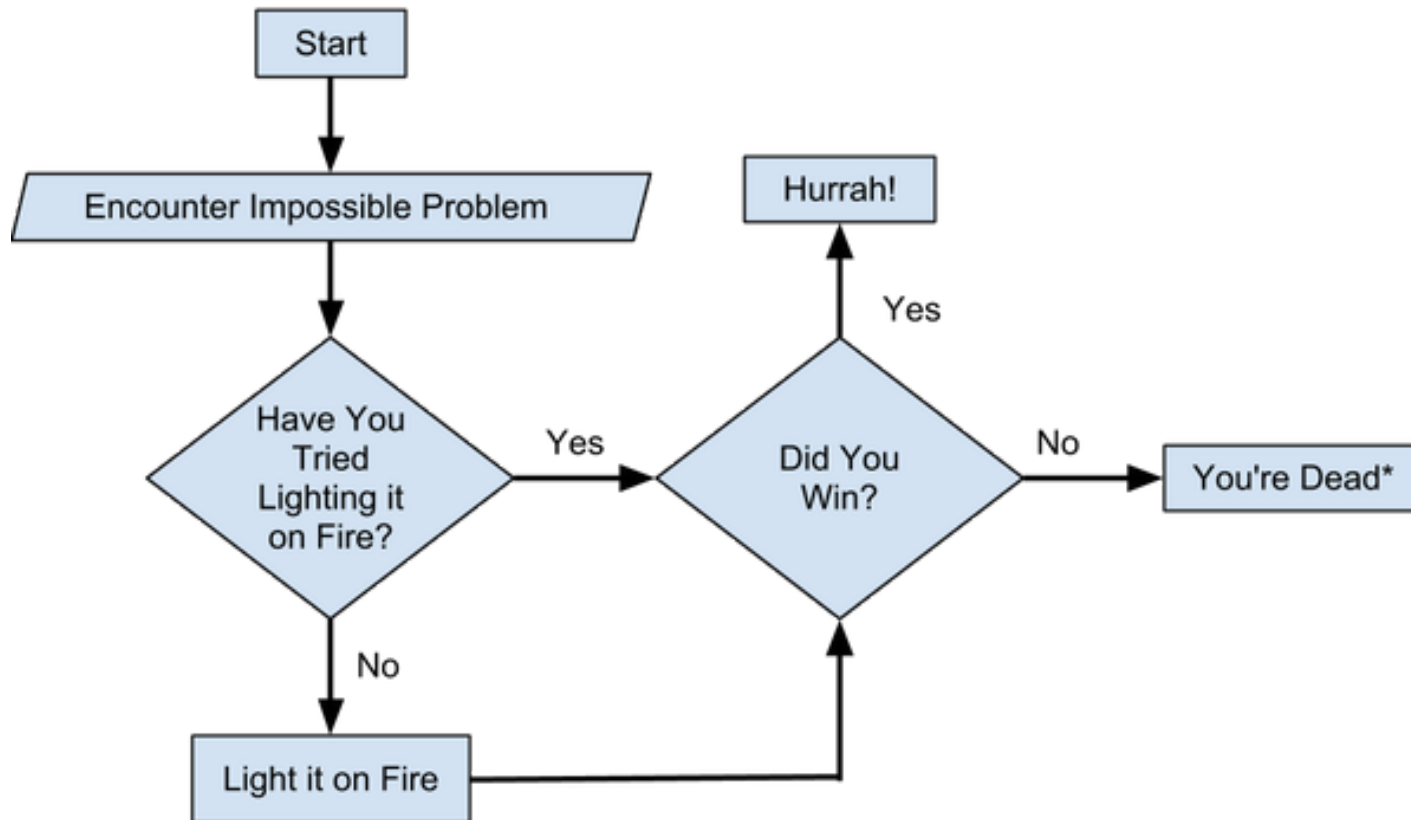 Start
Encounter Impossible Problem
Hurrah!
Yes
Have You
Tried
Lighting it
on Fire?
Yes
Did You
Win?
No
You're Dead*
No
Light it on Fire